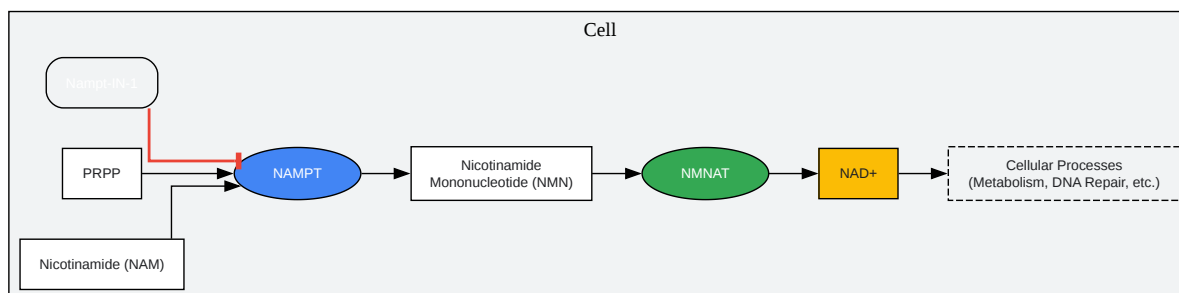 Cell
Nampt-IN-1
PRPP
NAMPT
Nicotinamide
Mononucleotide (NMN)
NMNAT
NAD+
Cellular Processes
(Metabolism, DNA Repair, etc.)
Nicotinamide (NAM)